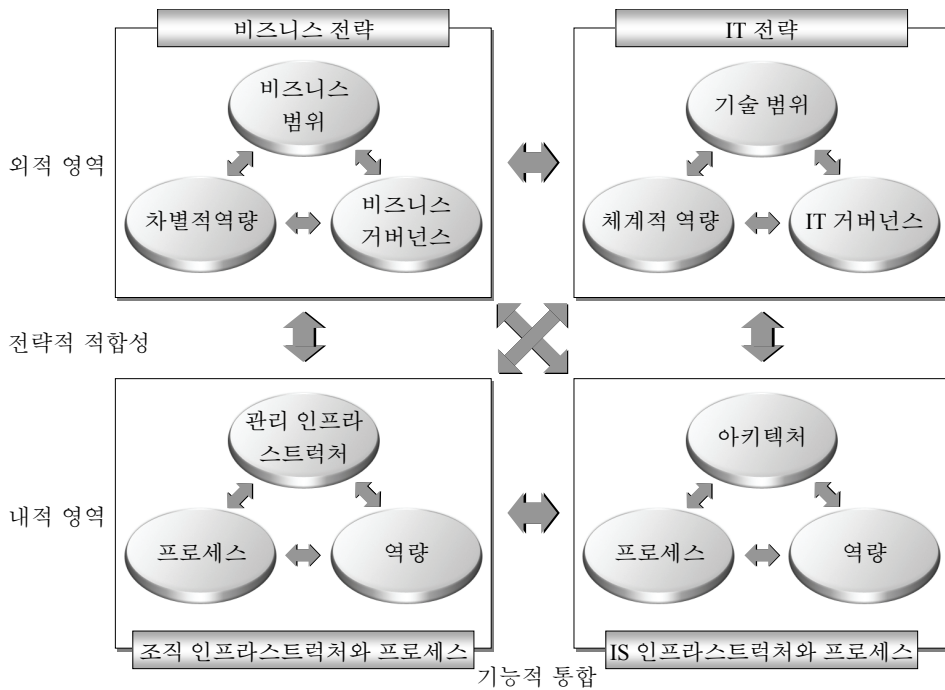 비즈니스 전략
IT 전략
비즈니스
범위
기술 범위
외적 영역
차별적역량
비즈니스
거버넌스
체계적 역량
IT 거버넌스
전략적 적합성
관리 인프라
스트럭처
아키텍처
내적 영역
프로세스
역량
프로세스
역량
조직 인프라스트럭처와 프로세스
IS 인프라스트럭처와 프로세스
기능적 통합